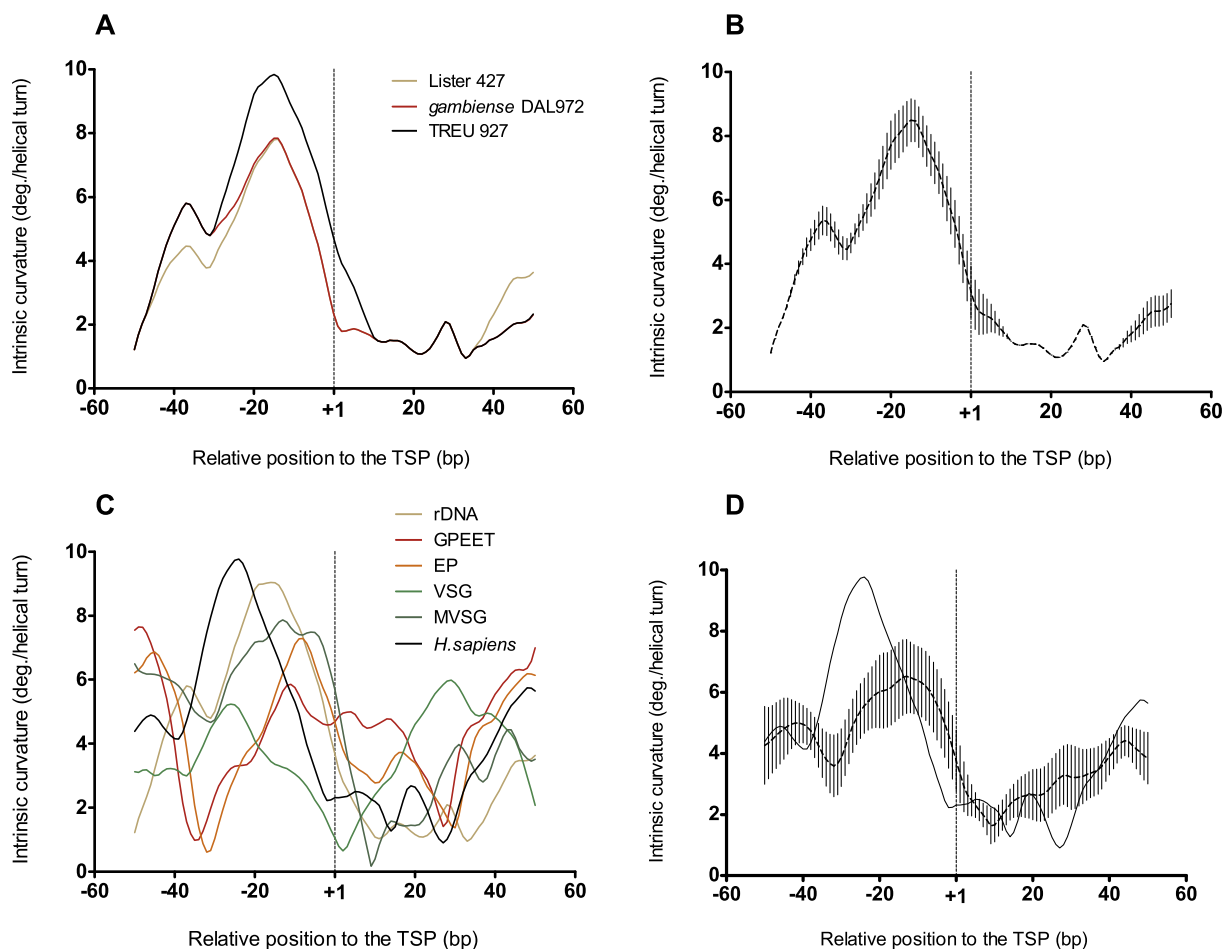 A
Intrinsic curvature (deg./helical turn)
10
8
6
4
2
0
-60
-40
-20
+1
20
40
60
Relative position to the TSP (bp)
Lister 427
gambiense DAL972
TREU 927
B
Intrinsic curvature (deg./helical turn)
10
8
6
4
2
0
-60
-40
-20
+1
20
40
60
Relative position to the TSP (bp)
C
Intrinsic curvature (deg./helical turn)
10
8
6
4
2
0
-60
-40
-20
+1
20
40
60
Relative position to the TSP (bp)
rDNA
GPEET
EP
VSG
MVSG
H.sapiens
D
Intrinsic curvature (deg./helical turn)
10
8
6
4
2
0
-60
-40
-20
+1
20
40
60
Relative position to the TSP (bp)